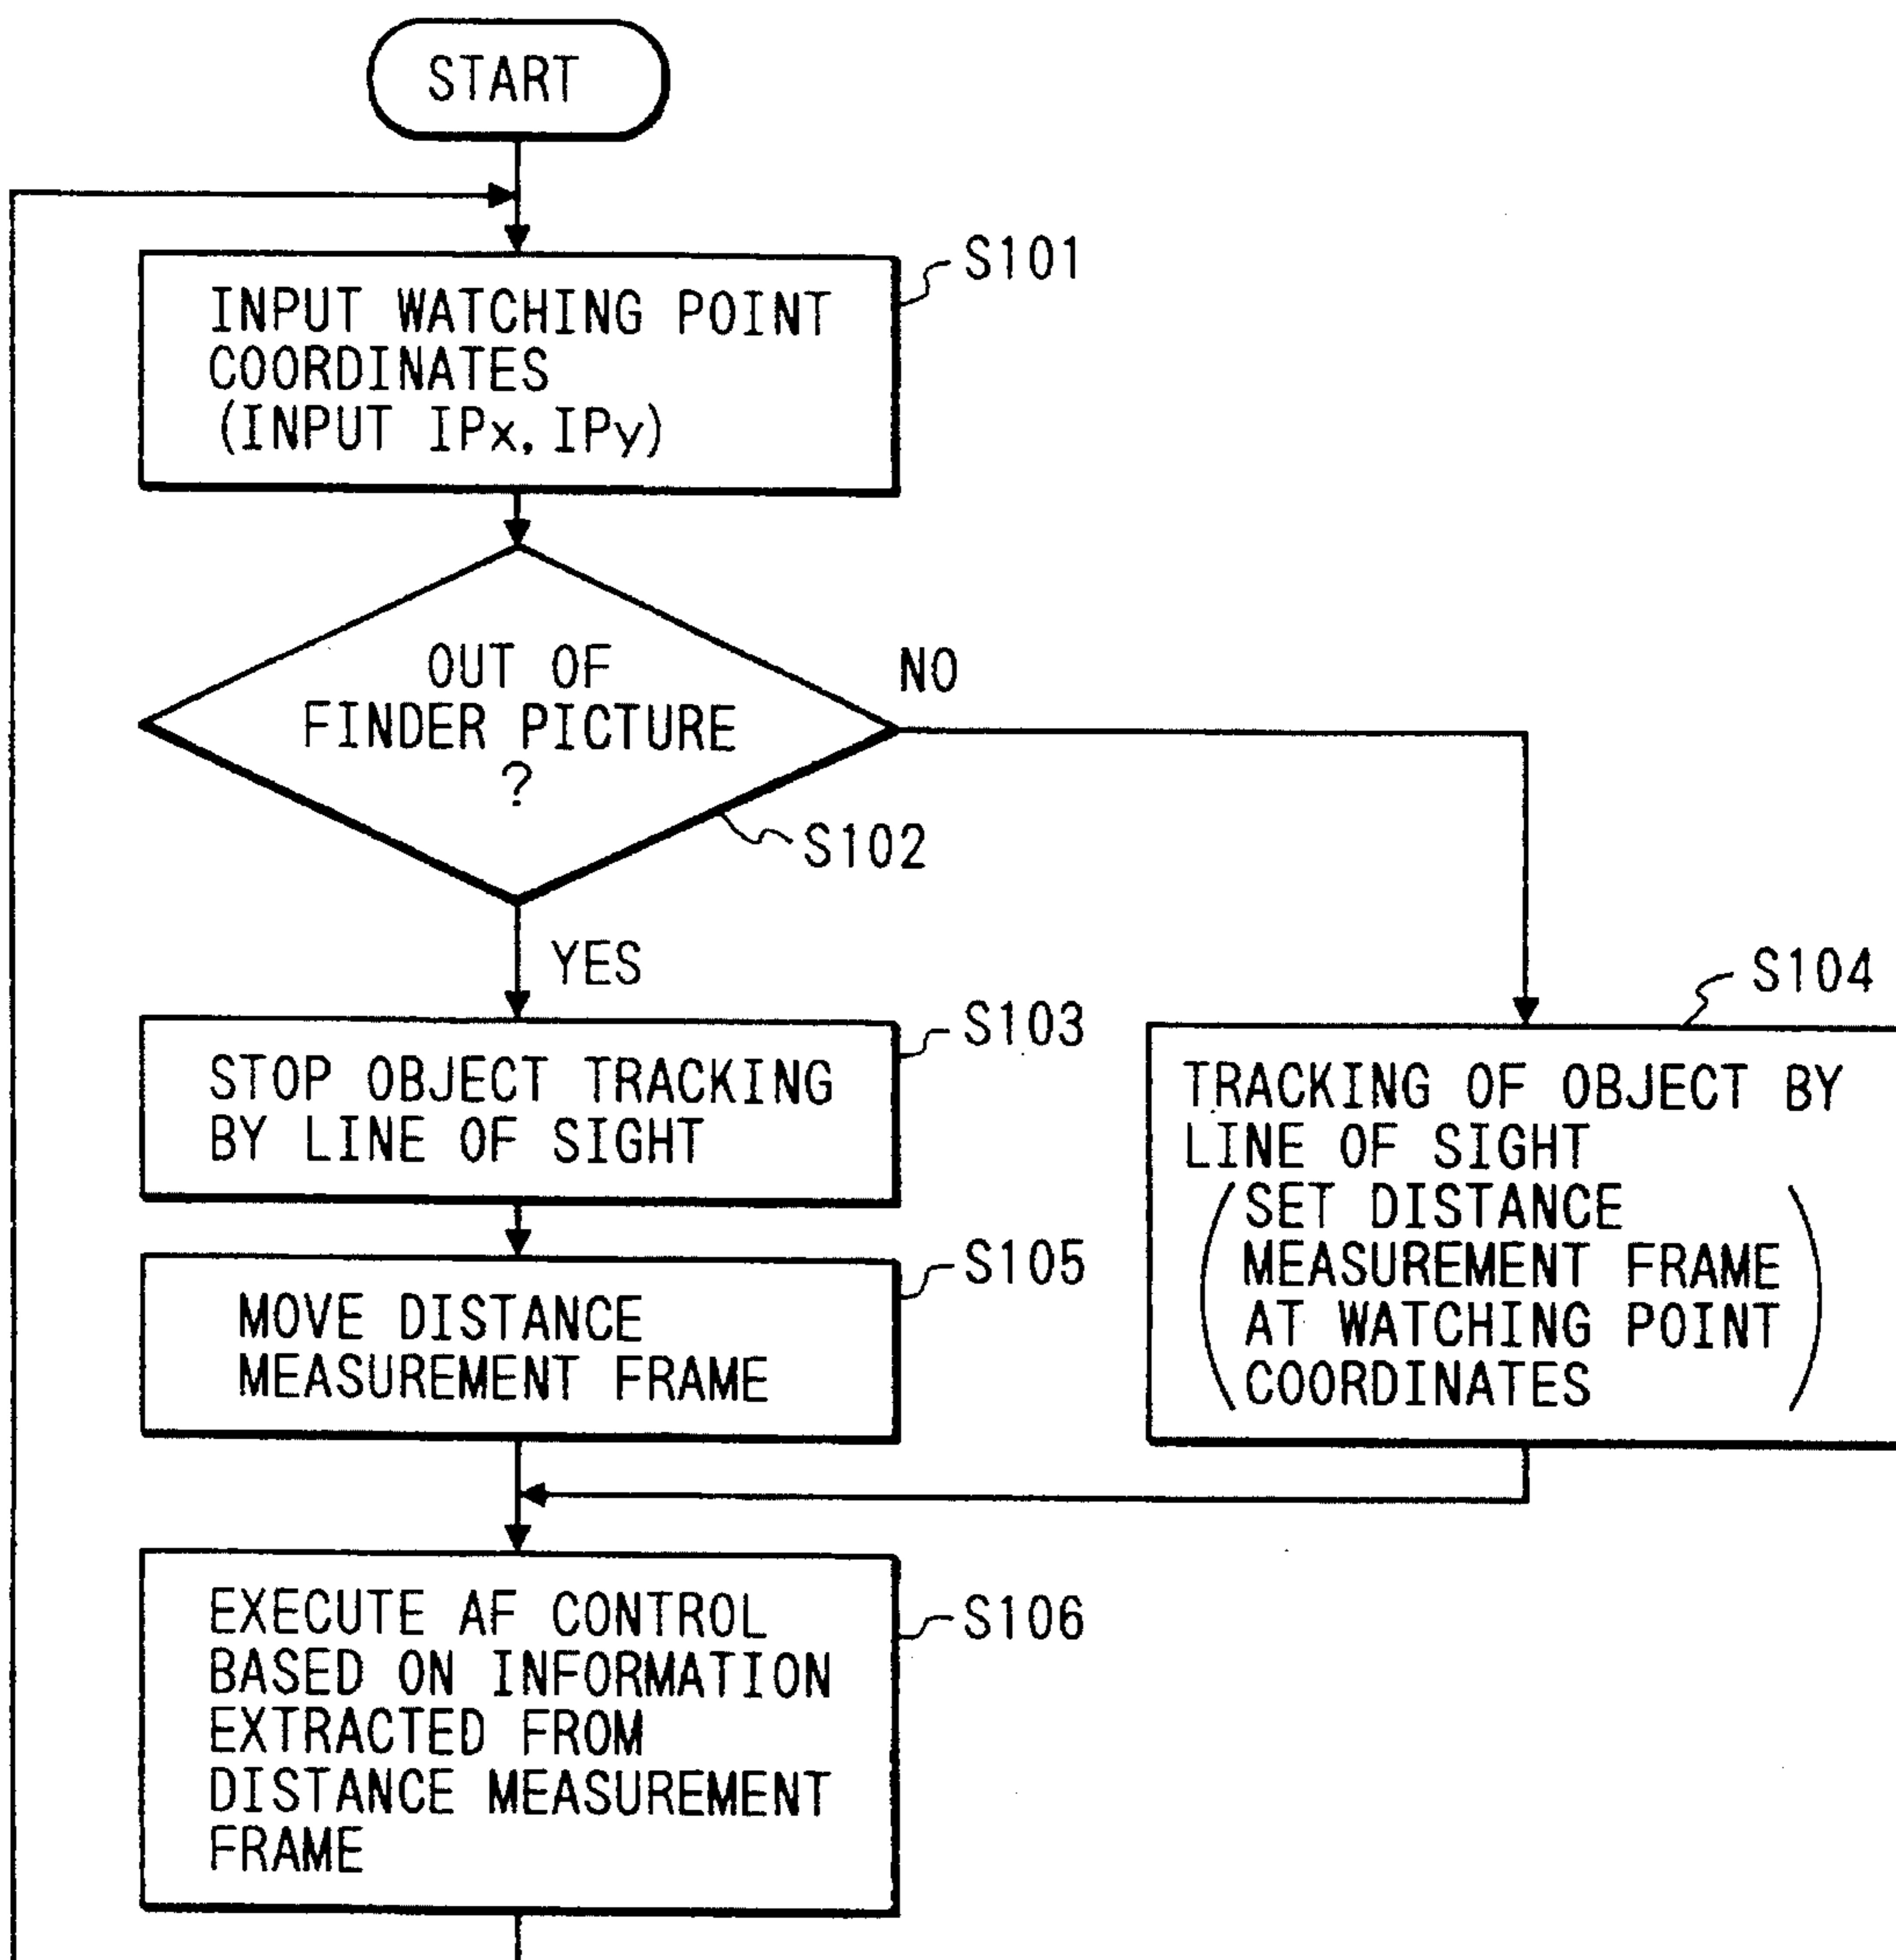 START
S101
INPUT WATCHING POINT
COORDINATES
(INPUT IPx, IPy)
OUT OF
FINDER PICTURE
?
NO
S102
YES
S103
STOP OBJECT TRACKING
BY LINE OF SIGHT
S104
TRACKING OF OBJECT BY
LINE OF SIGHT
(SET DISTANCE
MEASUREMENT FRAME
AT WATCHING POINT
COORDINATES)
S105
MOVE DISTANCE
MEASUREMENT FRAME
S106
EXECUTE AF CONTROL
BASED ON INFORMATION
EXTRACTED FROM
DISTANCE MEASUREMENT
FRAME